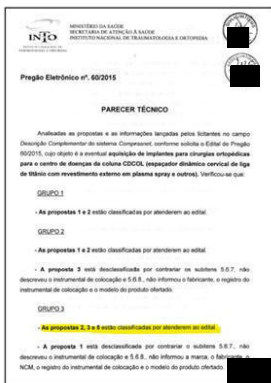 INTO
MINISTÉRIO DA SAÚDE
SECRETARIA DE ATENÇÃO À SAÚDE
INSTITUTO NACIONAL DE TRAUMATOLOGIA E ORTOPEDIA
Pregão Eletrônico nº. 60/2015
PARECER TÉCNICO
Analisadas as propostas e as informações lançadas pelos licitantes no campo
Descrição Complementar do sistema Comprasnet, conforme solicita o Edital de Pregão
60/2015, cujo objeto é a eventual aquisição de implantes para cirurgias ortopédicas
para o centro de doenças da coluna CDCOL (espaçador dinâmico cervical de liga
de titânio com revestimento externo em plasma spray e outros). Verificou-se que:
GRUPO 1
- As propostas 1 e 2 estão classificadas por atenderem ao edital.
GRUPO 2
- As propostas 1 e 2 estão classificadas por atenderem ao edital.
- A proposta 3 está desclassificada por contrariar os subitens 5.6.7, não
descreveu o instrumental de colocação e 5.6.8., não informou o fabricante, o registro do
instrumental de colocação e o modelo do produto ofertado.
GRUPO 3
- As propostas 2, 3 e 5 estão classificadas por atenderem ao edital.
- A proposta 1 está desclassificada por contrariar o subitens 5.6.7, não
descreveu o instrumental de colocação e 5.6.8., não informou a marca, o fabricante, o
NCM, o registro do instrumental de colocação e o modelo do produto ofertado.